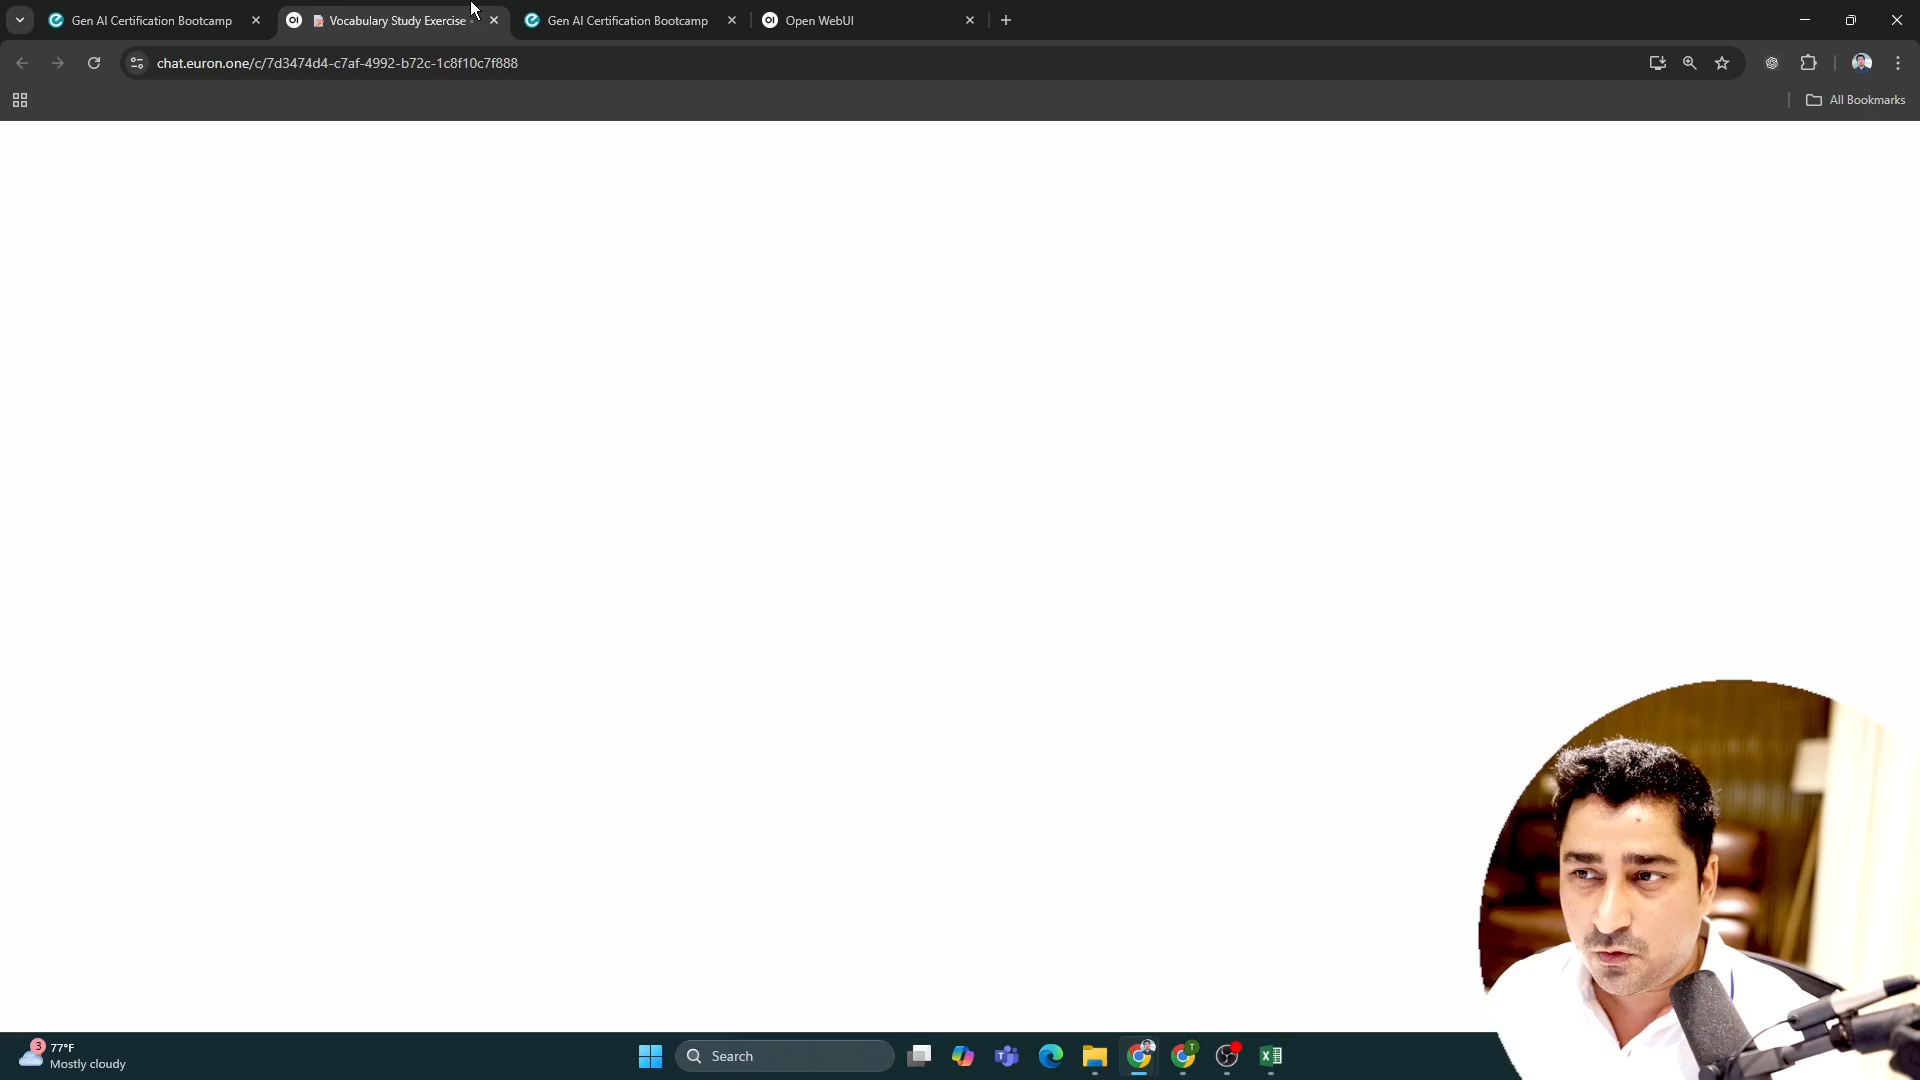 Gen AI Certification Bootcamp
Vocabulary Study Exercise
Gen AI Certification Bootcamp
Open WebUI
chat.euron.one/c/7d3474d4-c7af-4992-b72c-1c8f10c7f888
All Bookmarks
3
77°F
Mostly cloudy
Search
T